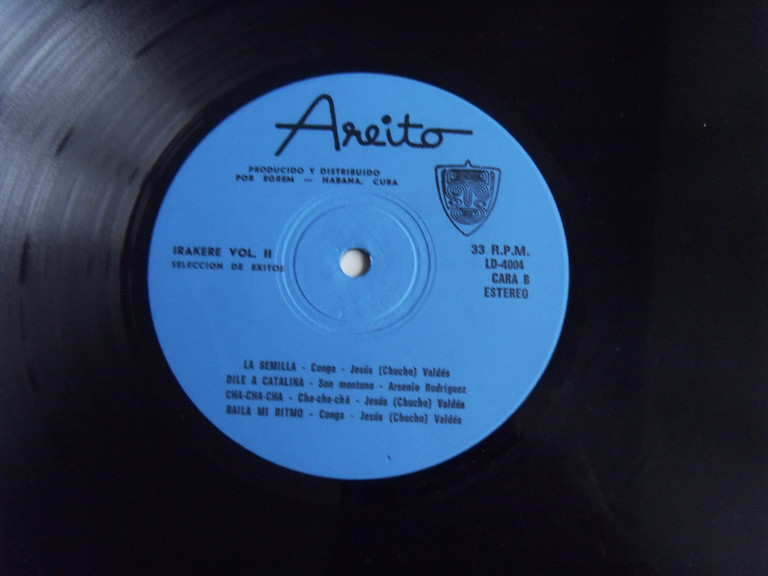 Areito
PRODUCIDO Y DISTRIBUIDO
POR EGREM — HABANA, CUBA
IRAKERE VOL. II
SELECCION DE EXITOS
33 R.P.M.
LD-4004
CARA B
ESTEREO
LA SEMILLA - Conga - Jesús (Chucho) Valdés
DILE A CATALINA - Son montuno - Arsenio Rodríguez
CHA-CHA-CHA - Cha-cha-chá - Jesús (Chucho) Valdés
BAILA MI RITMO - Conga - Jesús (Chucho) Valdés